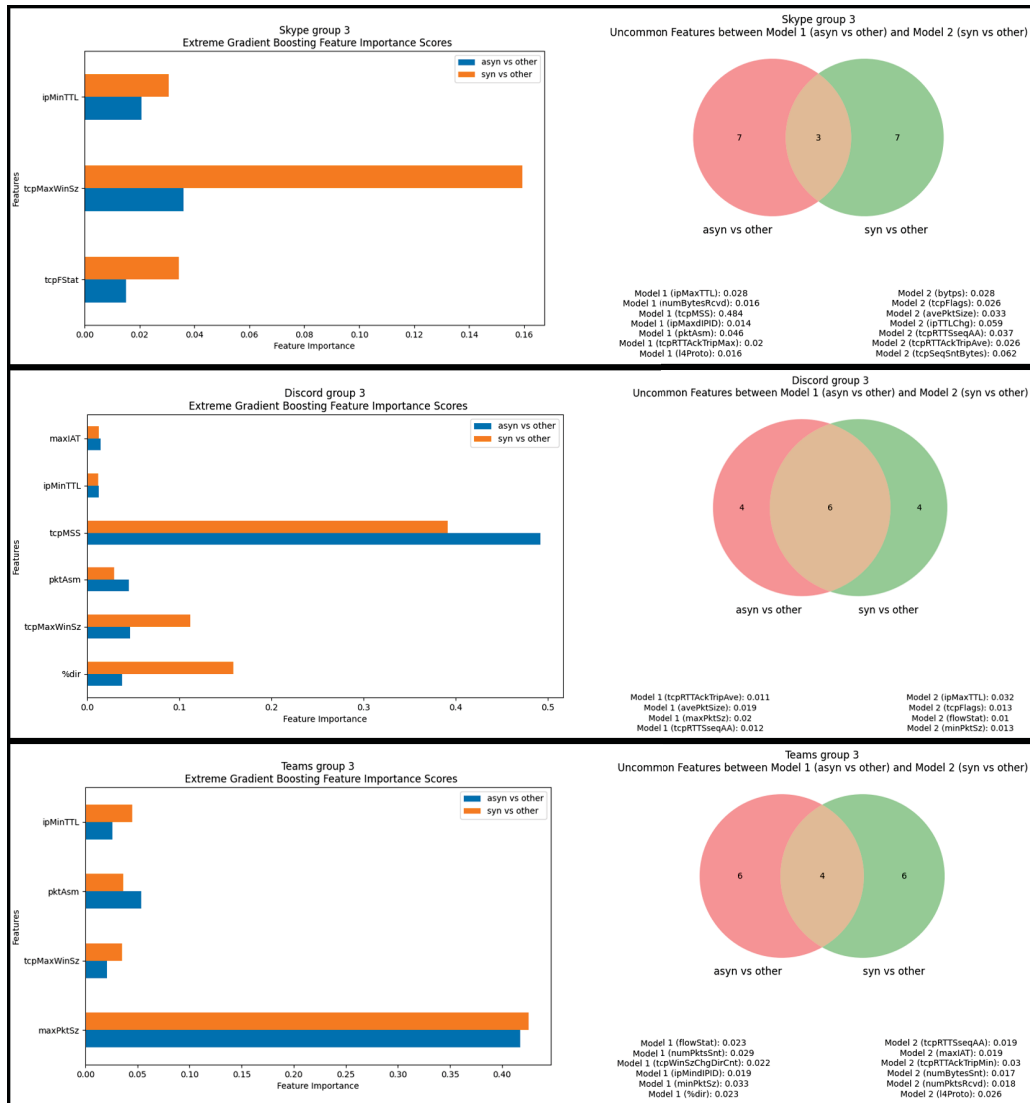 Skype group 3
Extreme Gradient Boosting Feature Importance Scores
asyn vs other
syn vs other
ipMinTTL
tcpMaxWinSz
tcpFStat
Features
0.00 0.02 0.04 0.06 0.08 0.10 0.12 0.14 0.16
Feature Importance
Skype group 3
Uncommon Features between Model 1 (asyn vs other) and Model 2 (syn vs other)
7 3 7
asyn vs other syn vs other
Model 1 (ipMaxTTL): 0.028
Model 1 (numBytesRcvd): 0.016
Model 1 (tcpMSS): 0.484
Model 1 (ipMaxdIPID): 0.014
Model 1 (pktAsm): 0.046
Model 1 (tcpRTTAckTripMax): 0.02
Model 1 (l4Proto): 0.016
Model 2 (bytps): 0.028
Model 2 (tcpFlags): 0.026
Model 2 (avePktSize): 0.033
Model 2 (ipTTLChg): 0.059
Model 2 (tcpRTTSseqAA): 0.037
Model 2 (tcpRTTAckTripAve): 0.026
Model 2 (tcpSeqSntBytes): 0.062
Discord group 3
Extreme Gradient Boosting Feature Importance Scores
asyn vs other
syn vs other
maxIAT
ipMinTTL
tcpMSS
pktAsm
tcpMaxWinSz
%dir
Features
0.0 0.1 0.2 0.3 0.4 0.5
Feature Importance
Discord group 3
Uncommon Features between Model 1 (asyn vs other) and Model 2 (syn vs other)
4 6 4
asyn vs other syn vs other
Model 1 (tcpRTTAckTripAve): 0.011
Model 1 (avePktSize): 0.019
Model 1 (maxPktSz): 0.02
Model 1 (tcpRTTSseqAA): 0.012
Model 2 (ipMaxTTL): 0.032
Model 2 (tcpFlags): 0.013
Model 2 (flowStat): 0.01
Model 2 (minPktSz): 0.013
Teams group 3
Extreme Gradient Boosting Feature Importance Scores
asyn vs other
syn vs other
ipMinTTL
pktAsm
tcpMaxWinSz
maxPktSz
Features
0.00 0.05 0.10 0.15 0.20 0.25 0.30 0.35 0.40
Feature Importance
Teams group 3
Uncommon Features between Model 1 (asyn vs other) and Model 2 (syn vs other)
6 4 6
asyn vs other syn vs other
Model 1 (flowStat): 0.023
Model 1 (numPktsSnt): 0.029
Model 1 (tcpWinSzChgDirCnt): 0.022
Model 1 (ipMindIPID): 0.019
Model 1 (minPktSz): 0.033
Model 1 (%dir): 0.023
Model 2 (tcpRTTSseqAA): 0.019
Model 2 (maxIAT): 0.019
Model 2 (tcpRTTAckTripMin): 0.03
Model 2 (numBytesSnt): 0.017
Model 2 (numPktsRcvd): 0.018
Model 2 (l4Proto): 0.026